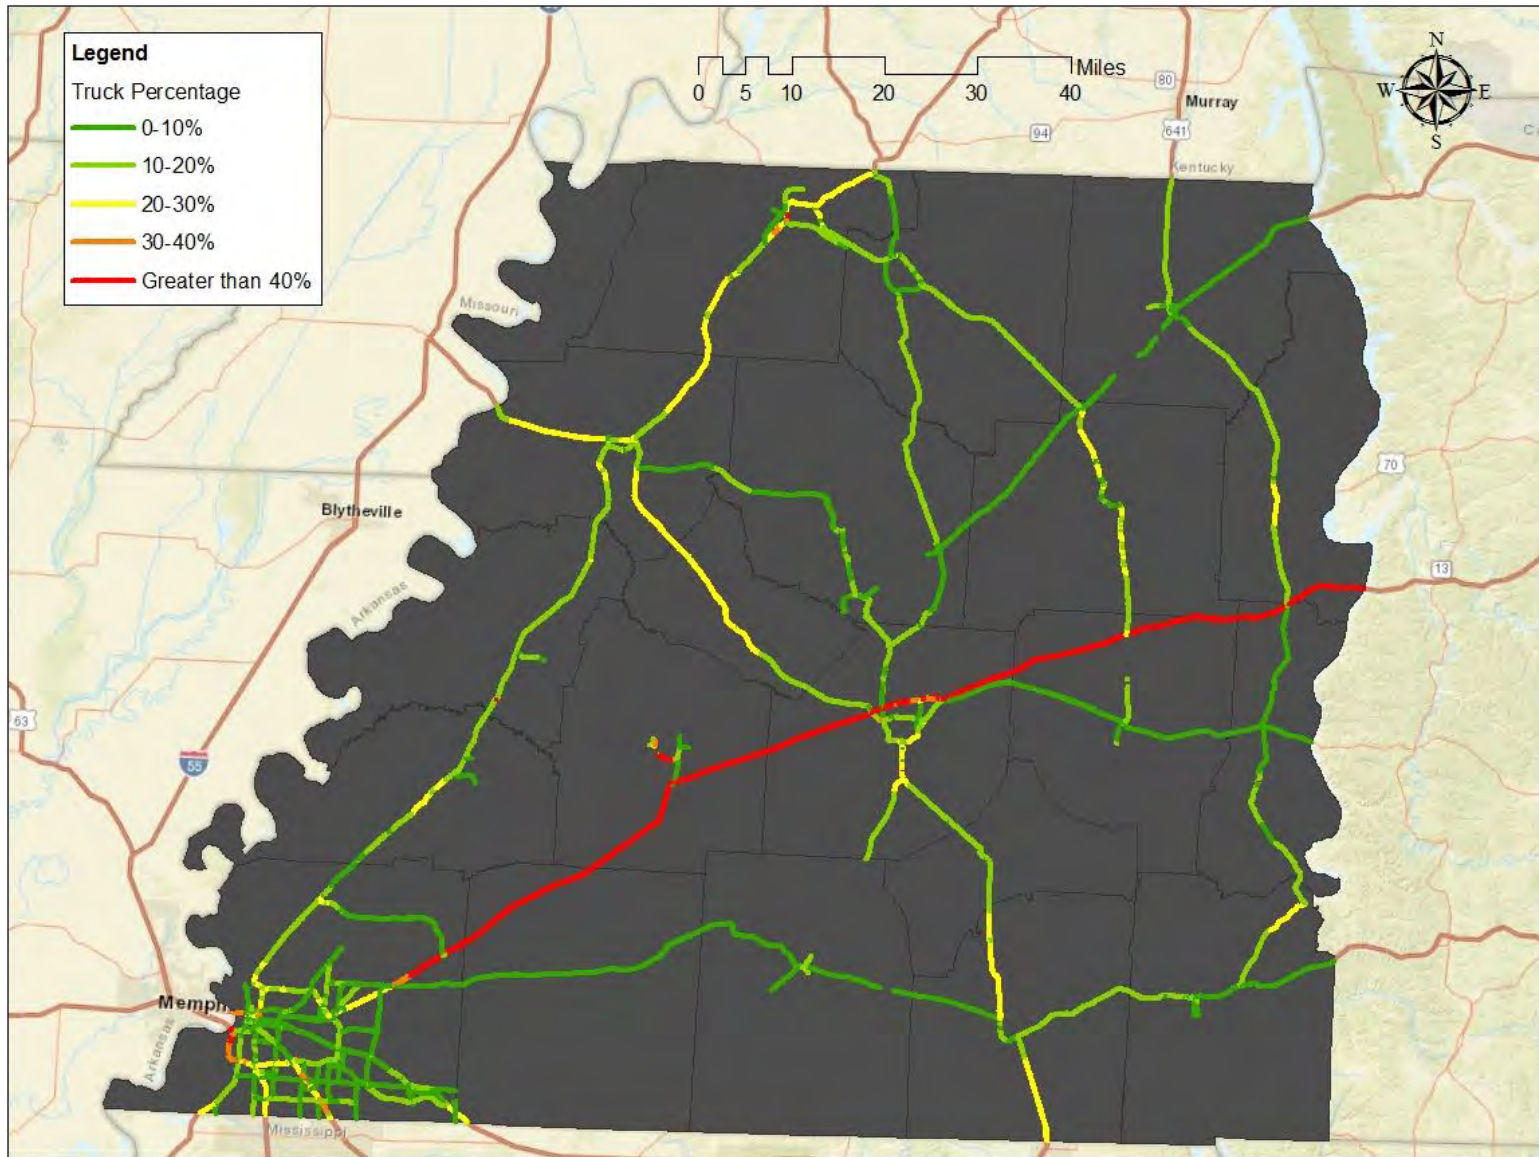 Legend
Truck Percentage
0-10%
10-20%
20-30%
30-40%
Greater than 40%
Miles
0 5 10 20 30 40
N
W E
S
80
Murray
641
94
Kentucky
Missouri
70
Blytheville
13
Arkansas
63
55
Memph
Arkansas
Mississippi